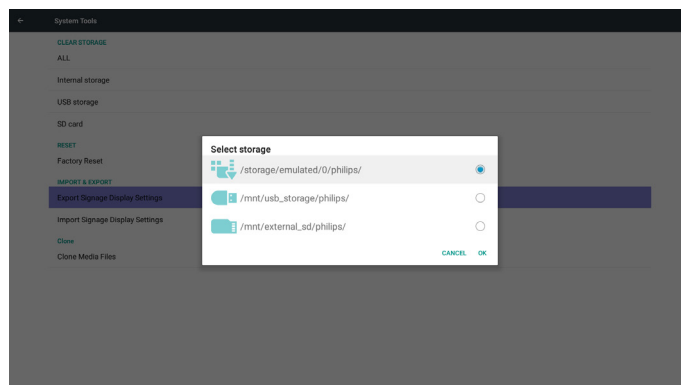 System Tools
CLEAR STORAGE
ALL
Internal storage
USB storage
SD card
RESET
Factory Reset
IMPORT & EXPORT
Export Signage Display Settings
Import Signage Display Settings
Clone
Clone Media Files
Select storage
/storage/emulated/0/philips/
/mnt/usb_storage/philips/
/mnt/external_sd/philips/
CANCEL OK